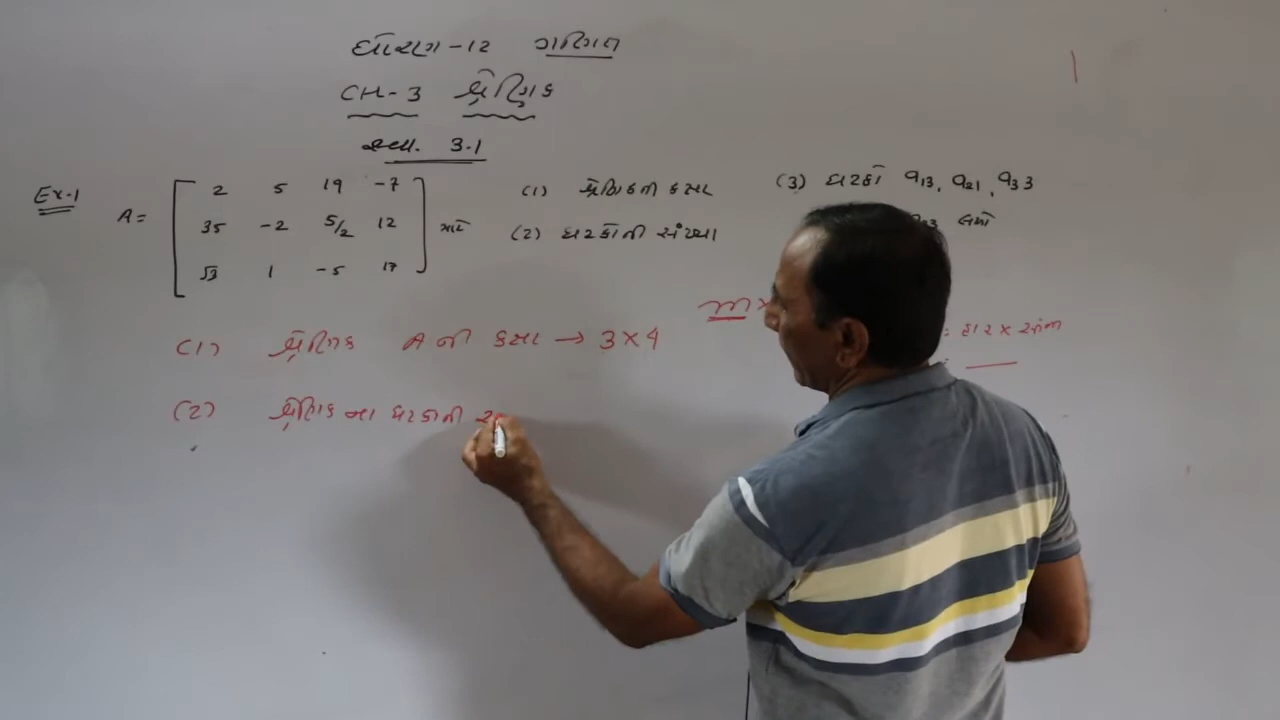 ધોરણ-12 ગણિત
CH-3 શ્રેણિક
સ્વા. 3.1
Ex-1
A = [ 2 5 19 -7
35 -2 5/2 12
√3 1 -5 17 ] માટે
(1) શ્રેણિકની કક્ષા
(2) ઘટકોની સંખ્યા
(3) ઘટકો a13, a21, a33
લખો
(1) શ્રેણિક A ની કક્ષા → 3×4
m×
= હાર × સ્તંભ
(2) શ્રેણિક ના ઘટકોની